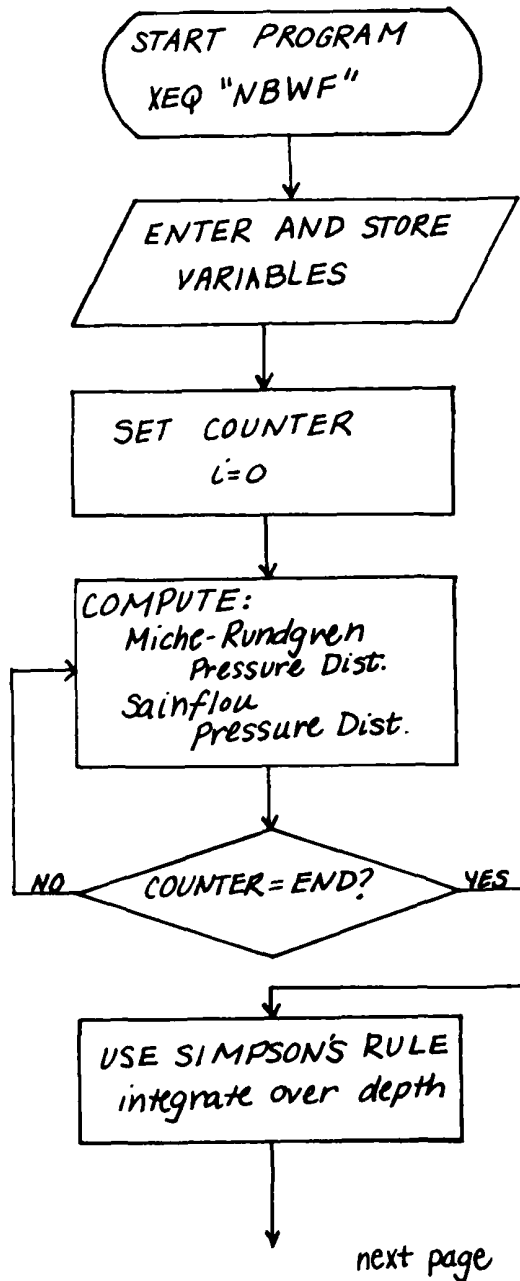 START PROGRAM
XEQ "NBWF"
ENTER AND STORE
VARIABLES
SET COUNTER
i=0
COMPUTE:
Miche-Rundgren
Pressure Dist.
Sainflou
Pressure Dist.
NO
COUNTER = END?
YES
USE SIMPSON'S RULE
integrate over depth
next page